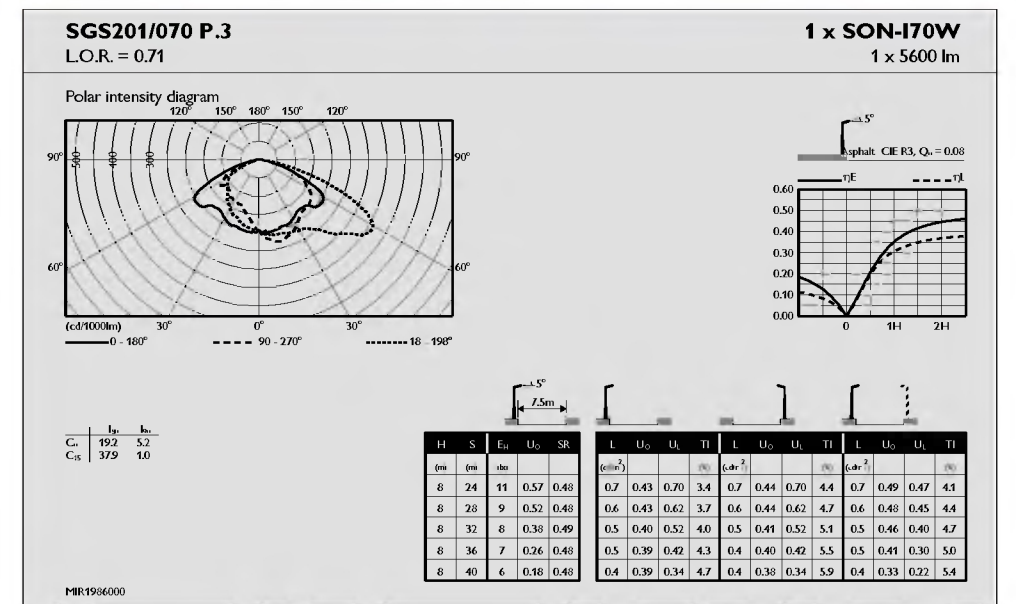 SGS201/070 P.3
1 x SON-I70W
L.O.R. = 0.71
1 x 5600 lm
Polar intensity diagram
120° 150° 180° 150° 120°
90° 500 400 300 90°
60° 60°
(cd/1000lm) 30° 0° 30°
0 - 180° 90 - 270° 18 - 198°
5°
Asphalt CIE R3, = 0.08
ηE ηL
0.60
0.50
0.40
0.30
0.20
0.10
0.00
0 1H 2H
5°
7.5m
19.2 5.2
37.9 1.0
H S EH UO SR L UO UL TI L UO UL TI L UO UL TI
8 24 11 0.57 0.48 0.7 0.43 0.70 3.4 0.7 0.44 0.70 4.4 0.7 0.49 0.47 4.1
8 28 9 0.52 0.48 0.6 0.43 0.62 3.7 0.6 0.44 0.62 4.7 0.6 0.48 0.45 4.4
8 32 8 0.38 0.49 0.5 0.40 0.52 4.0 0.5 0.41 0.52 5.1 0.5 0.46 0.40 4.7
8 36 7 0.26 0.48 0.5 0.39 0.42 4.3 0.4 0.40 0.42 5.5 0.5 0.41 0.30 5.0
8 40 6 0.18 0.48 0.4 0.39 0.34 4.7 0.4 0.38 0.34 5.9 0.4 0.33 0.22 5.4
MIR1986000